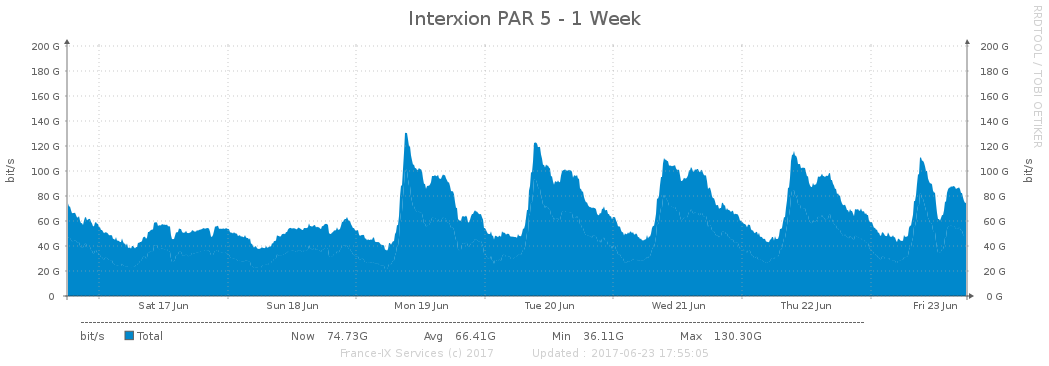 Interxion PAR 5 - 1 Week
RRDTOOL / TOBI OETIKER
bit/s
200 G 200 G
180 G 180 G
160 G 160 G
140 G 140 G
120 G 120 G
100 G 100 G
80 G 80 G
60 G 60 G
40 G 40 G
20 G 20 G
0 0 G
bit/s
Sat 17 Jun Sun 18 Jun Mon 19 Jun Tue 20 Jun Wed 21 Jun Thu 22 Jun Fri 23 Jun
bit/s Total Now 74.73G Avg 66.41G Min 36.11G Max 130.30G
France-IX Services (c) 2017 Updated : 2017-06-23 17:55:05